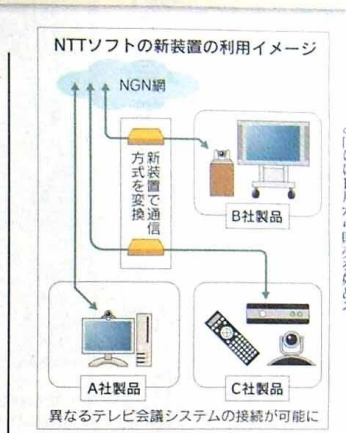 NTTソフトの新装置の利用イメージ
NGN網
新装置で通信
方式を変換
B社製品
A社製品
C社製品
異なるテレビ会議システムの接続が可能に